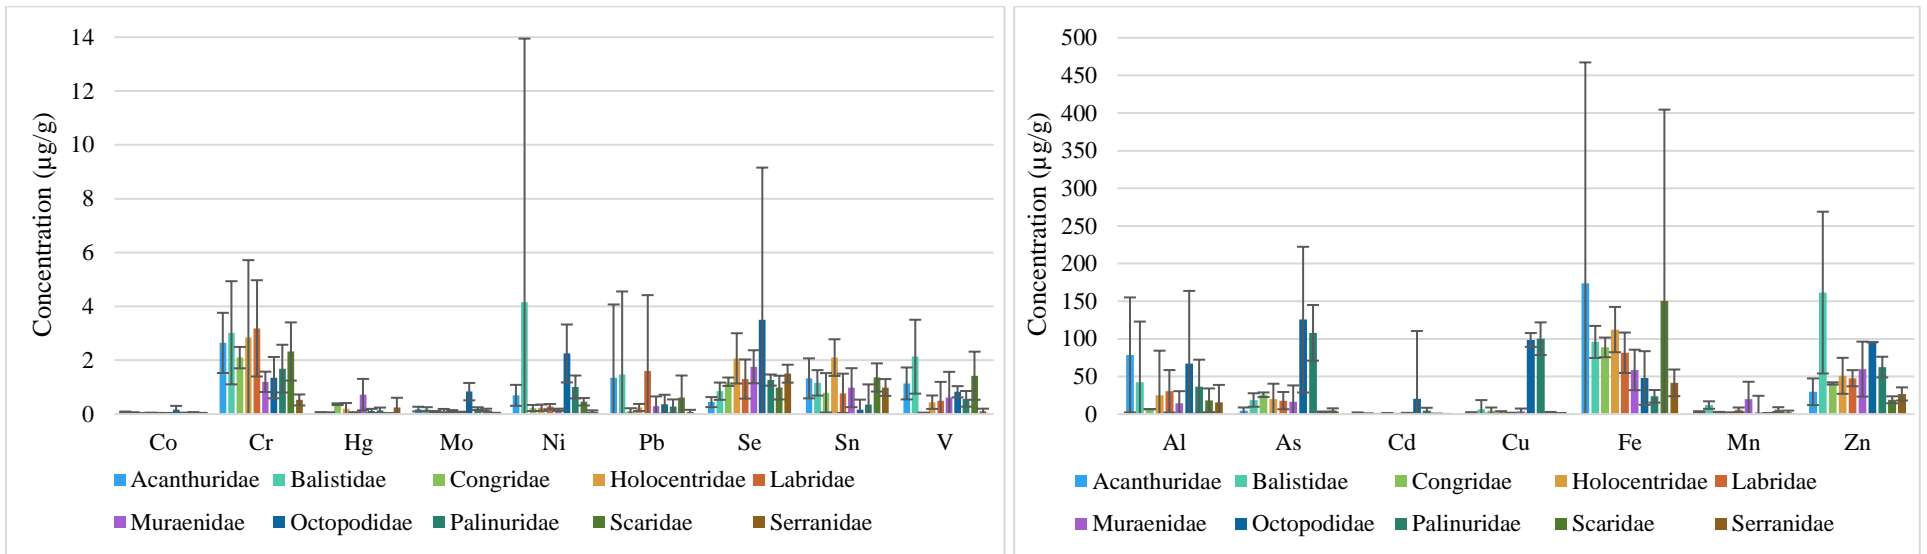 Concentration (µg/g)
14
12
10
8
6
4
2
0
Co Cr Hg Mo Ni Pb Se Sn V
Acanthuridae Balistidae Congridae Holocentridae Labridae
Muraenidae Octopodidae Palinuridae Scaridae Serranidae
Concentration (µg/g)
500
450
400
350
300
250
200
150
100
50
0
Al As Cd Cu Fe Mn Zn
Acanthuridae Balistidae Congridae Holocentridae Labridae
Muraenidae Octopodidae Palinuridae Scaridae Serranidae